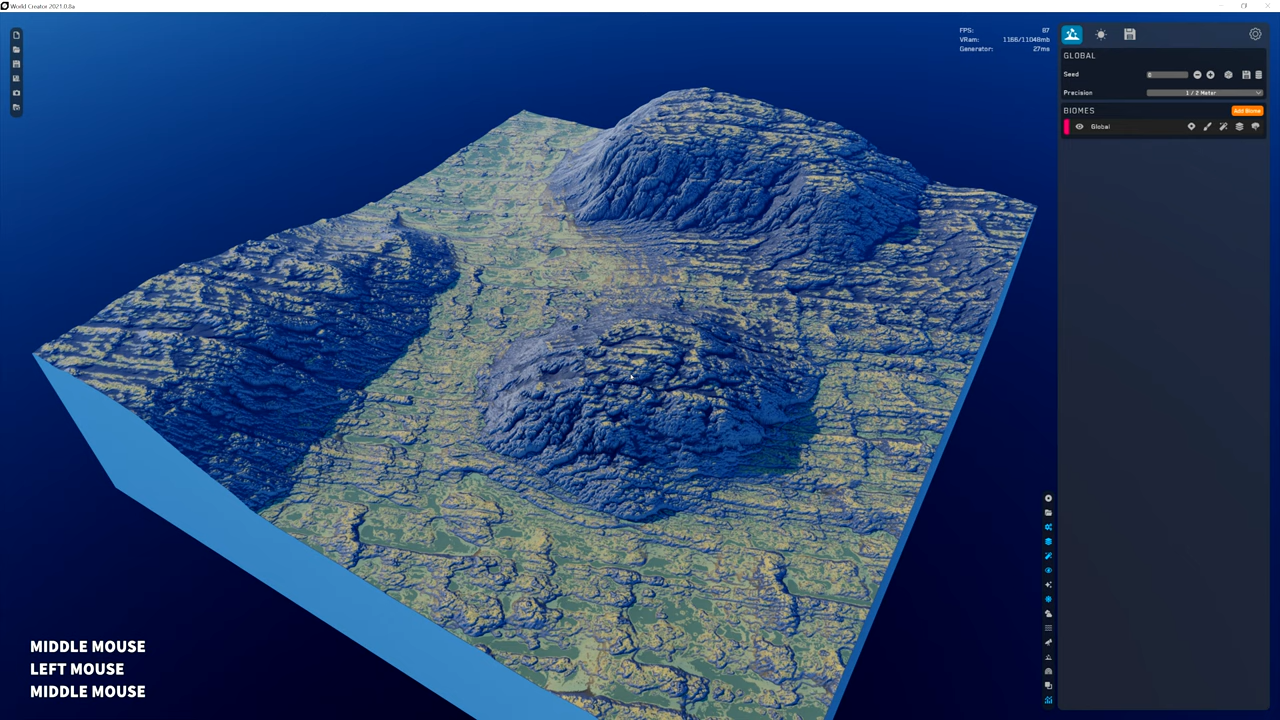 World Creator 2021.0.8a
FPS: 87
VRam: 1166/11048mb
Generator: 27ms
GLOBAL
Seed
Precision 1 / 2 Meter
BIOMES Add Biome
Global
MIDDLE MOUSE
LEFT MOUSE
MIDDLE MOUSE